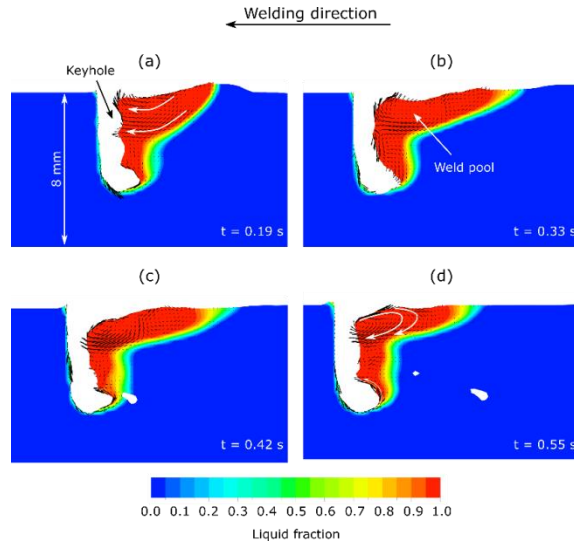 Welding direction
(a)
(b)
Keyhole
8 mm
Weld pool
t = 0.19 s
t = 0.33 s
(c)
(d)
t = 0.42 s
t = 0.55 s
0.0 0.1 0.2 0.3 0.4 0.5 0.6 0.7 0.8 0.9 1.0
Liquid fraction